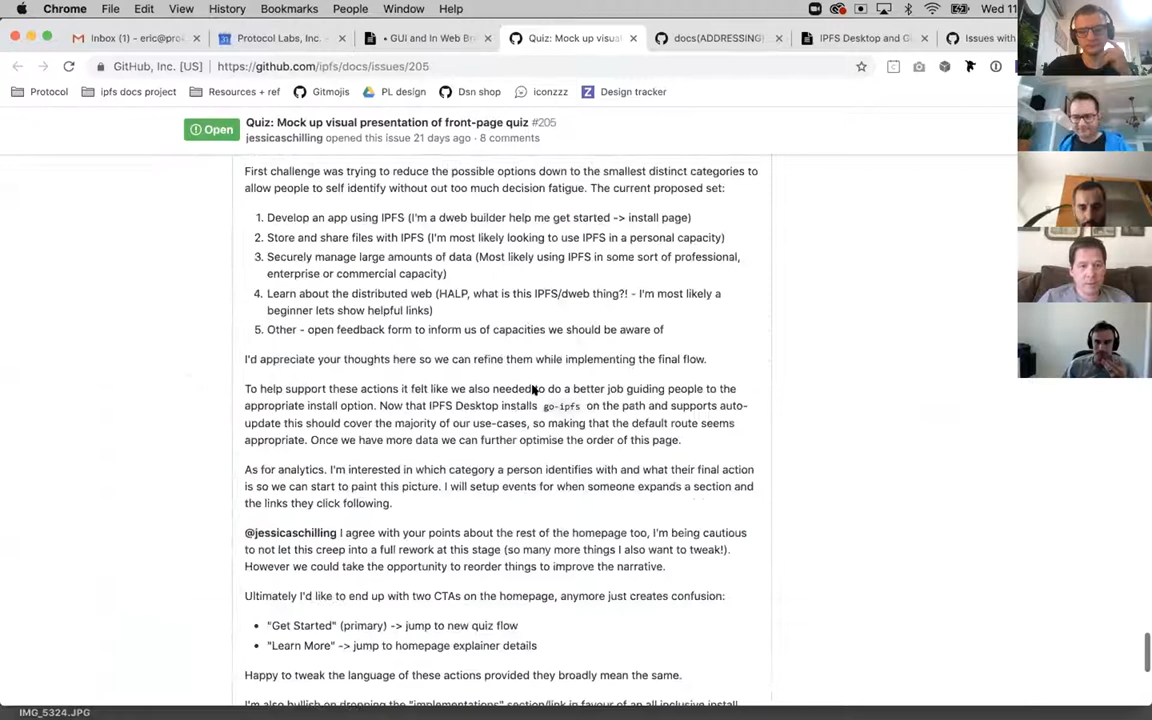 Chrome File Edit View History Bookmarks People Window Help Wed 11
Inbox (1) - eric@pro
Protocol Labs, Inc. -
• GUI and In Web Br
Quiz: Mock up visua
docs(ADDRESSING)
IPFS Desktop and G
Issues with
GitHub, Inc. [US] | https://github.com/ipfs/docs/issues/205
Protocol ipfs docs project Resources + ref Gitmojis PL design Dsn shop iconzzz Design tracker
Open
Quiz: Mock up visual presentation of front-page quiz #205
jessicaschilling opened this issue 21 days ago · 8 comments
First challenge was trying to reduce the possible options down to the smallest distinct categories to
allow people to self identify without out too much decision fatigue. The current proposed set:
1. Develop an app using IPFS (I'm a dweb builder help me get started -> install page)
2. Store and share files with IPFS (I'm most likely looking to use IPFS in a personal capacity)
3. Securely manage large amounts of data (Most likely using IPFS in some sort of professional,
enterprise or commercial capacity)
4. Learn about the distributed web (HALP, what is this IPFS/dweb thing?! - I'm most likely a
beginner lets show helpful links)
5. Other - open feedback form to inform us of capacities we should be aware of
I'd appreciate your thoughts here so we can refine them while implementing the final flow.
To help support these actions it felt like we also needed to do a better job guiding people to the
appropriate install option. Now that IPFS Desktop installs go-ipfs on the path and supports auto-
update this should cover the majority of our use-cases, so making that the default route seems
appropriate. Once we have more data we can further optimise the order of this page.
As for analytics. I'm interested in which category a person identifies with and what their final action
is so we can start to paint this picture. I will setup events for when someone expands a section and
the links they click following.
@jessicaschilling I agree with your points about the rest of the homepage too, I'm being cautious
to not let this creep into a full rework at this stage (so many more things I also want to tweak!).
However we could take the opportunity to reorder things to improve the narrative.
Ultimately I'd like to end up with two CTAs on the homepage, anymore just creates confusion:
• "Get Started" (primary) -> jump to new quiz flow
• "Learn More" -> jump to homepage explainer details
Happy to tweak the language of these actions provided they broadly mean the same.
I'm also bullish on dropping the "implementations" section/link in favour of an all inclusive install
IMG_5324.JPG